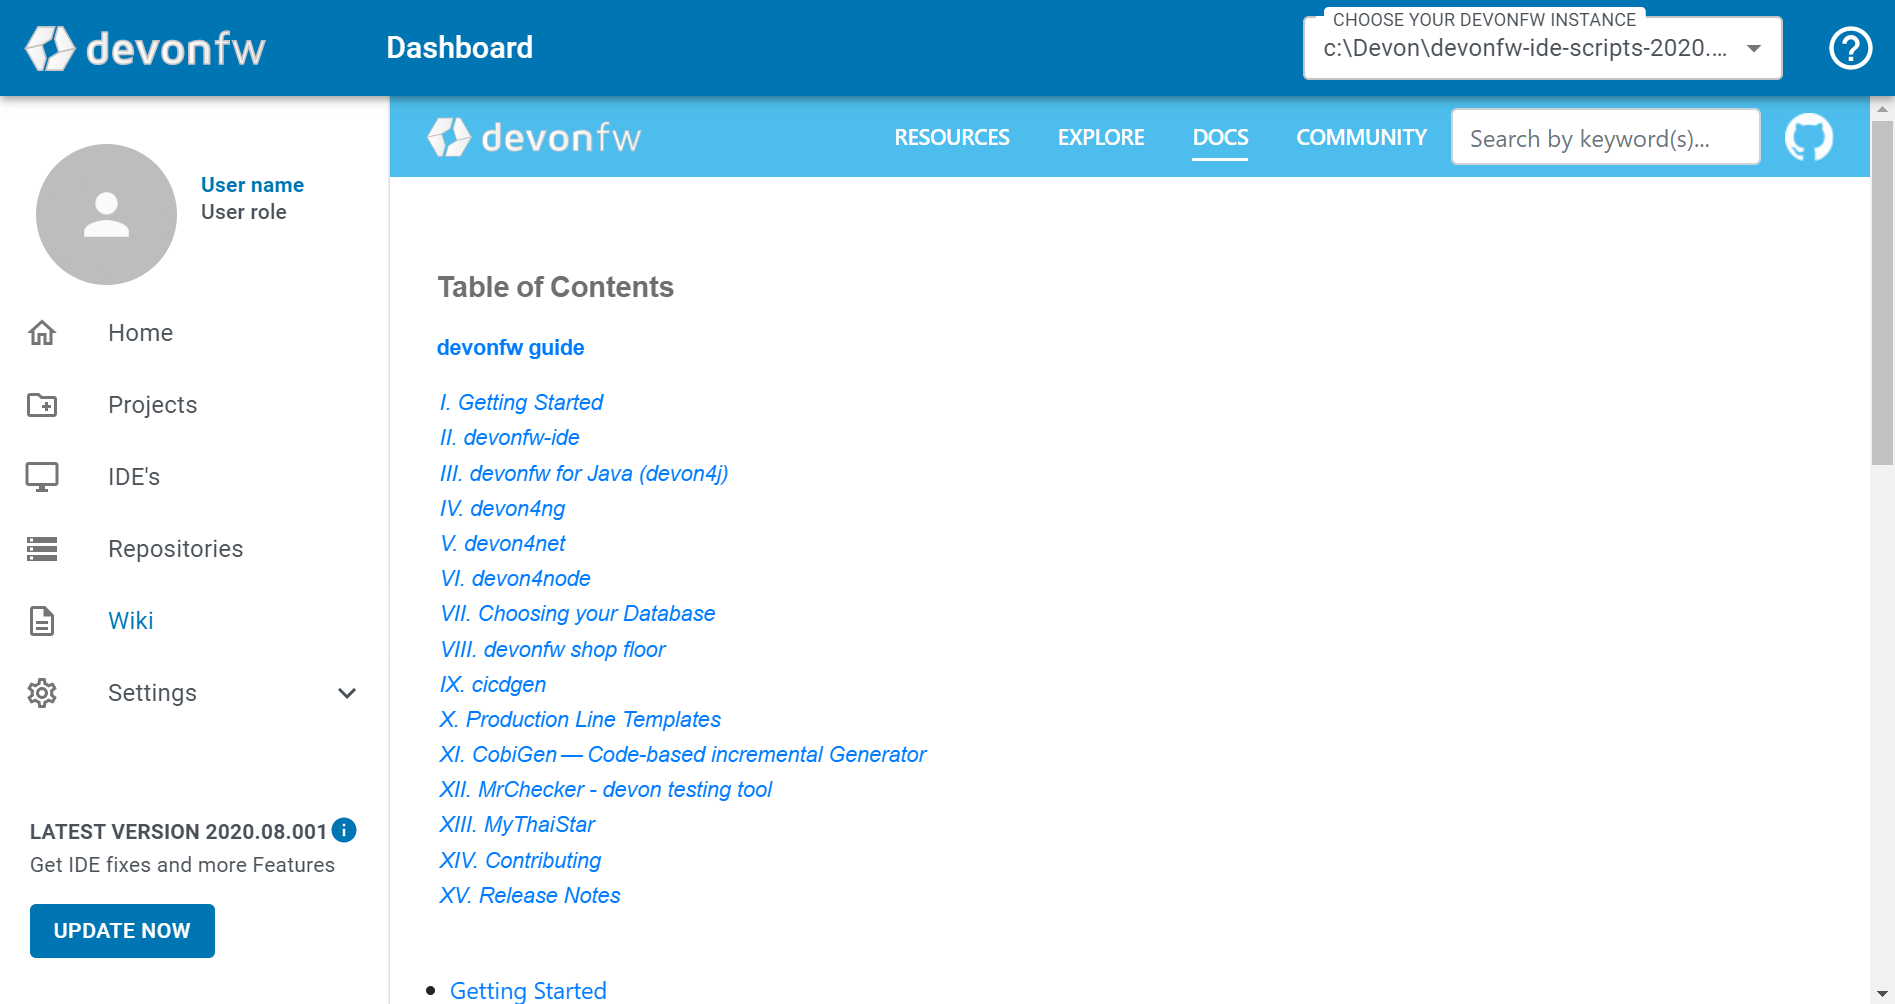 devonfw
Dashboard
CHOOSE YOUR DEVONFW INSTANCE
c:\Devon\devonfw-ide-scripts-2020....
devonfw
RESOURCES
EXPLORE
DOCS
COMMUNITY
Search by keyword(s)...
User name
User role
Home
Projects
IDE's
Repositories
Wiki
Settings
LATEST VERSION 2020.08.001
Get IDE fixes and more Features
UPDATE NOW
Table of Contents
devonfw guide
I. Getting Started
II. devonfw-ide
III. devonfw for Java (devon4j)
IV. devon4ng
V. devon4net
VI. devon4node
VII. Choosing your Database
VIII. devonfw shop floor
IX. cicdgen
X. Production Line Templates
XI. CobiGen — Code-based incremental Generator
XII. MrChecker - devon testing tool
XIII. MyThaiStar
XIV. Contributing
XV. Release Notes
• Getting Started